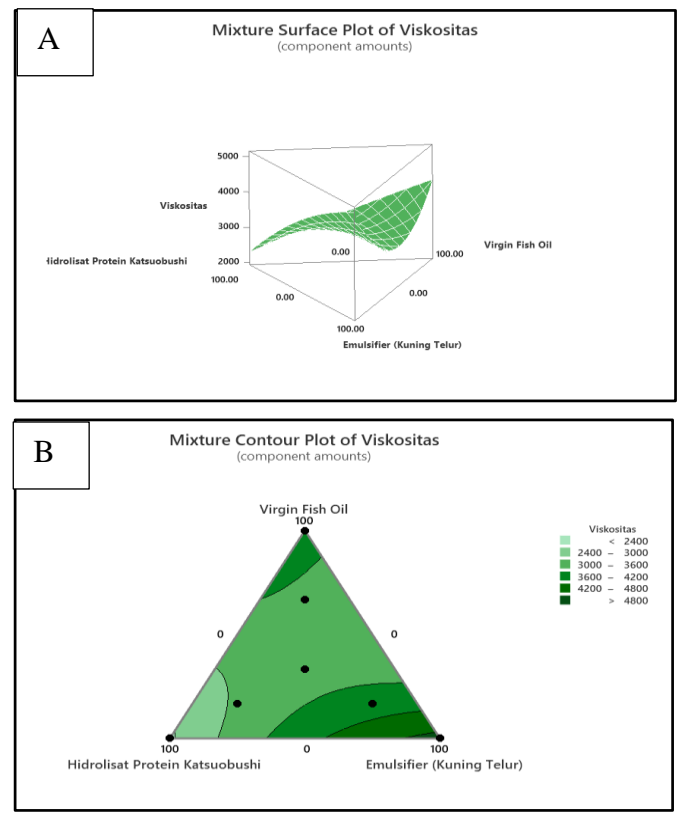 A
Mixture Surface Plot of Viskositas
(component amounts)
5000
4000
Viskositas
3000
Virgin Fish Oil
0.00
100.00
Hidrolisat Protein Katsuobushi
2000
100.00
0.00
0.00
100.00
Emulsifier (Kuning Telur)
B
Mixture Contour Plot of Viskositas
(component amounts)
Virgin Fish Oil
100
Viskositas
< 2400
2400 – 3000
3000 – 3600
3600 – 4200
4200 – 4800
> 4800
0
0
100
0
100
Hidrolisat Protein Katsuobushi
Emulsifier (Kuning Telur)